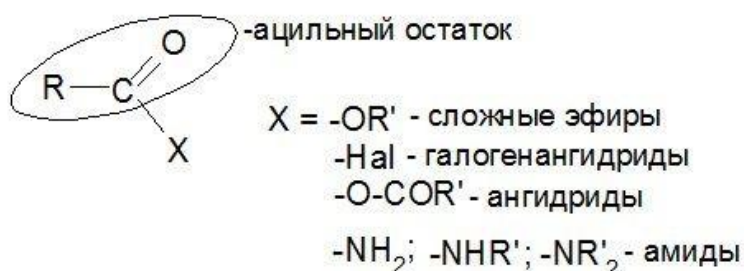 O -ацильный остаток
R—C
X
X = -OR' - сложные эфиры
-Hal - галогенангидриды
-O-COR' - ангидриды
-NH₂; -NHR'; -NR'₂ - амиды